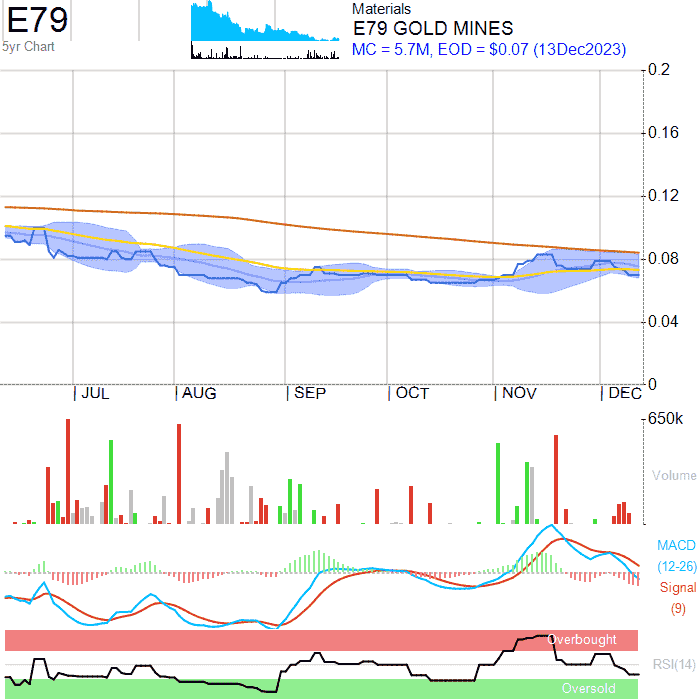 E79
5yr Chart
Materials
E79 GOLD MINES
MC = 5.7M, EOD = $0.07 (13Dec2023)
0.2
0.16
0.12
0.08
0.04
0
JUL
AUG
SEP
OCT
NOV
DEC
650k
Volume
MACD
(12-26)
Signal
(9)
Overbought
RSI(14)
Oversold